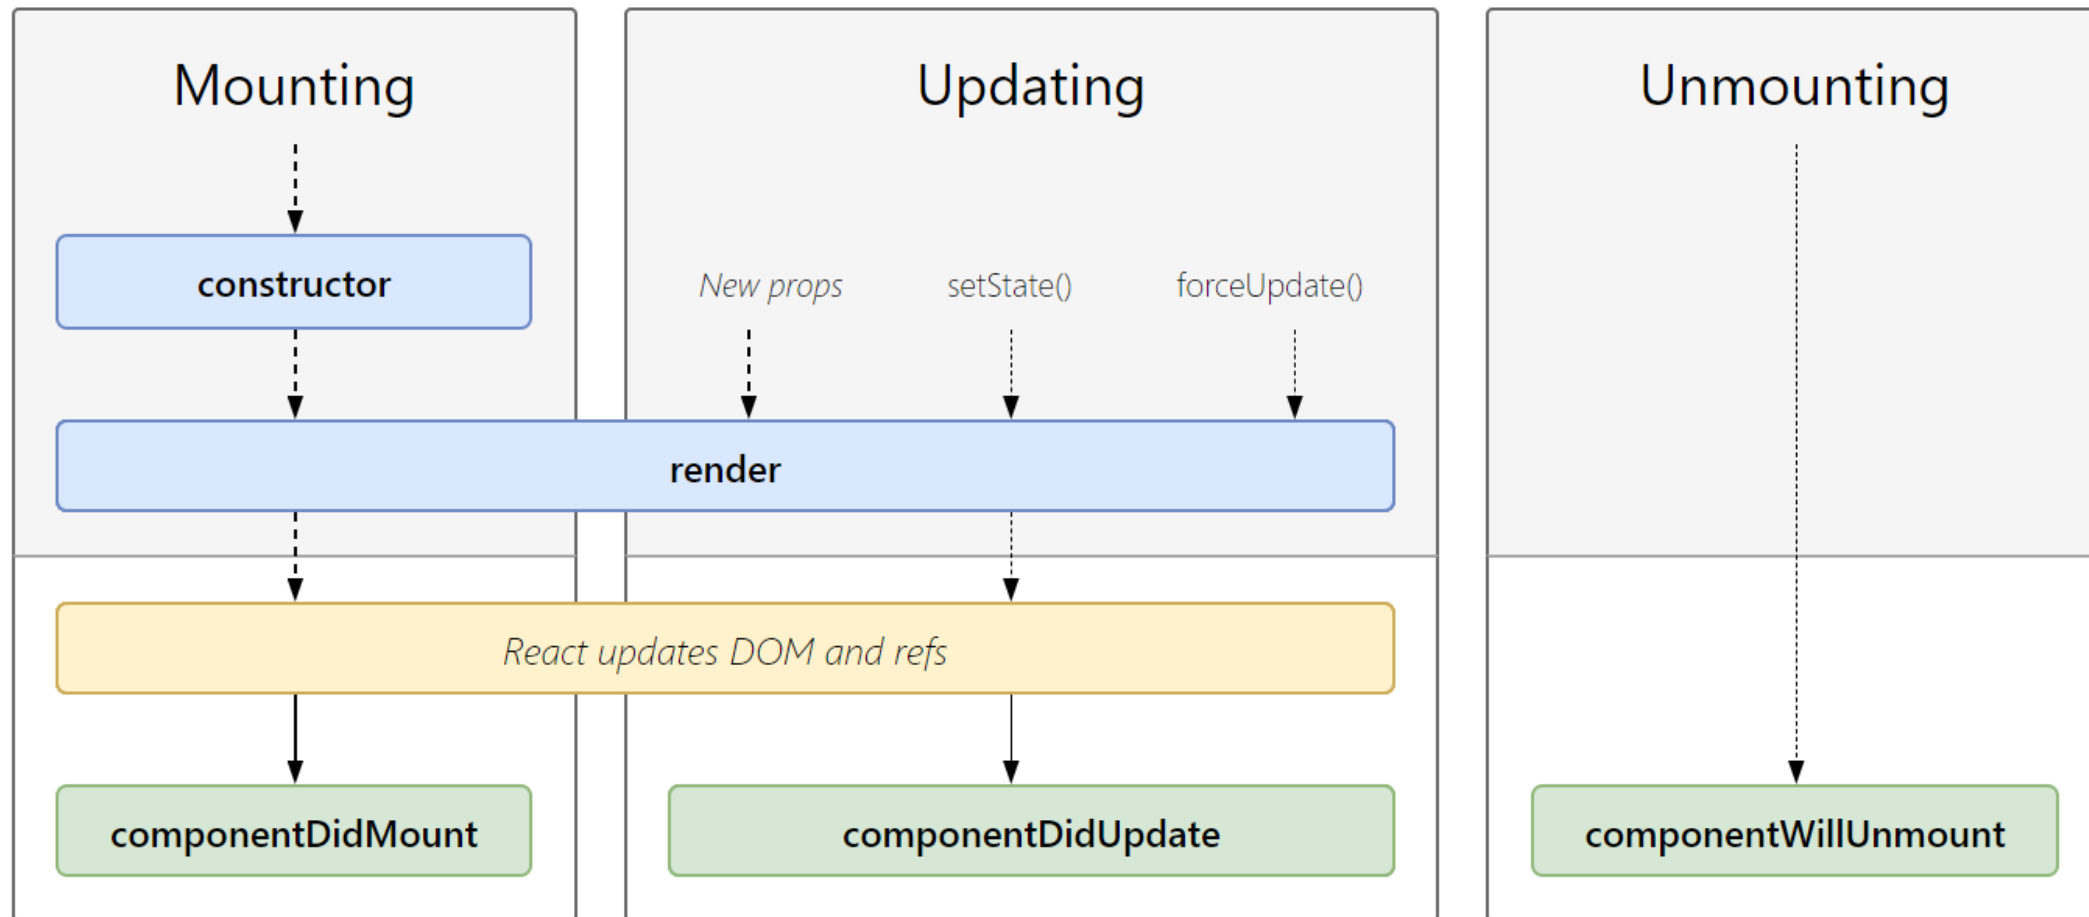 Mounting
Updating
Unmounting
constructor
New props
setState()
forceUpdate()
render
React updates DOM and refs
componentDidMount
componentDidUpdate
componentWillUnmount